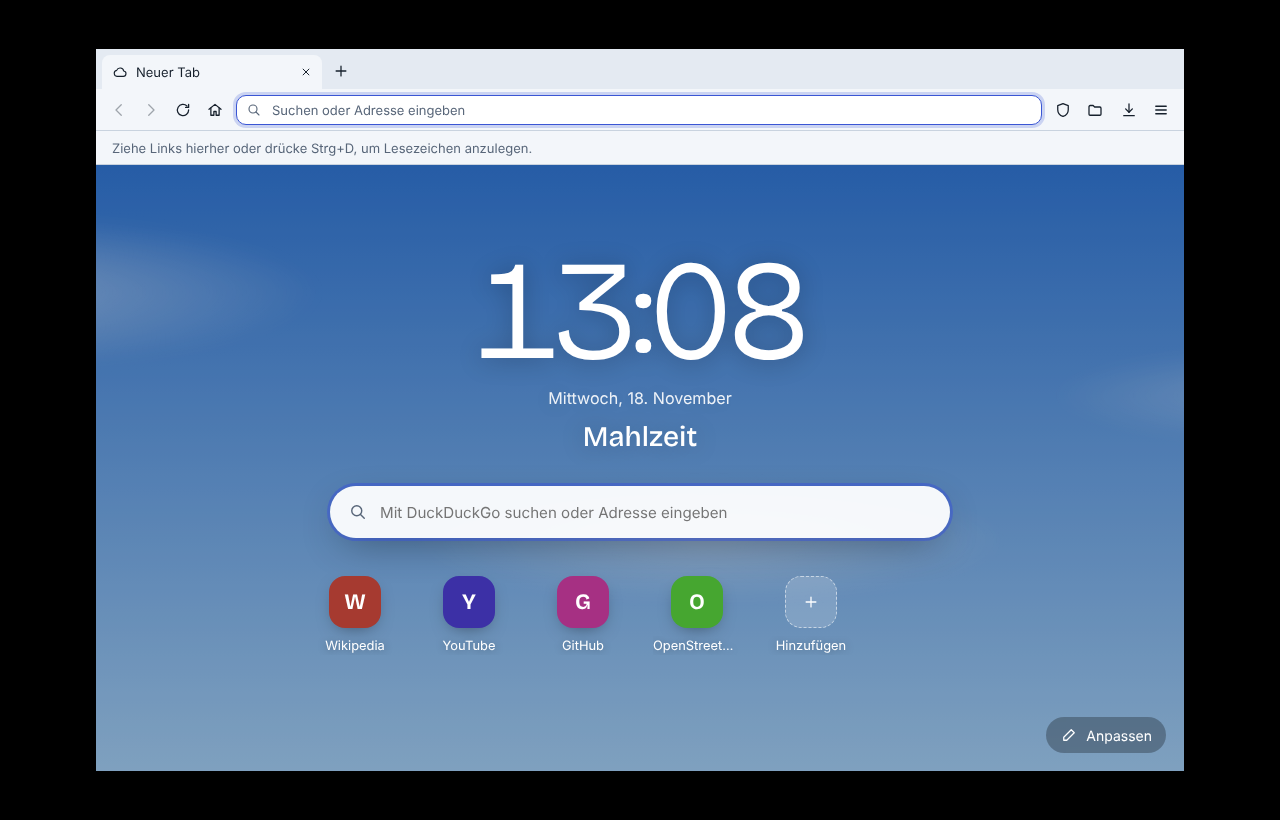 Neuer Tab
Suchen oder Adresse eingeben
Ziehe Links hierher oder drücke Strg+D, um Lesezeichen anzulegen.
13:08
Mittwoch, 18. November
Mahlzeit
Mit DuckDuckGo suchen oder Adresse eingeben
W Y G O
Wikipedia YouTube GitHub OpenStreet... Hinzufügen
Anpassen